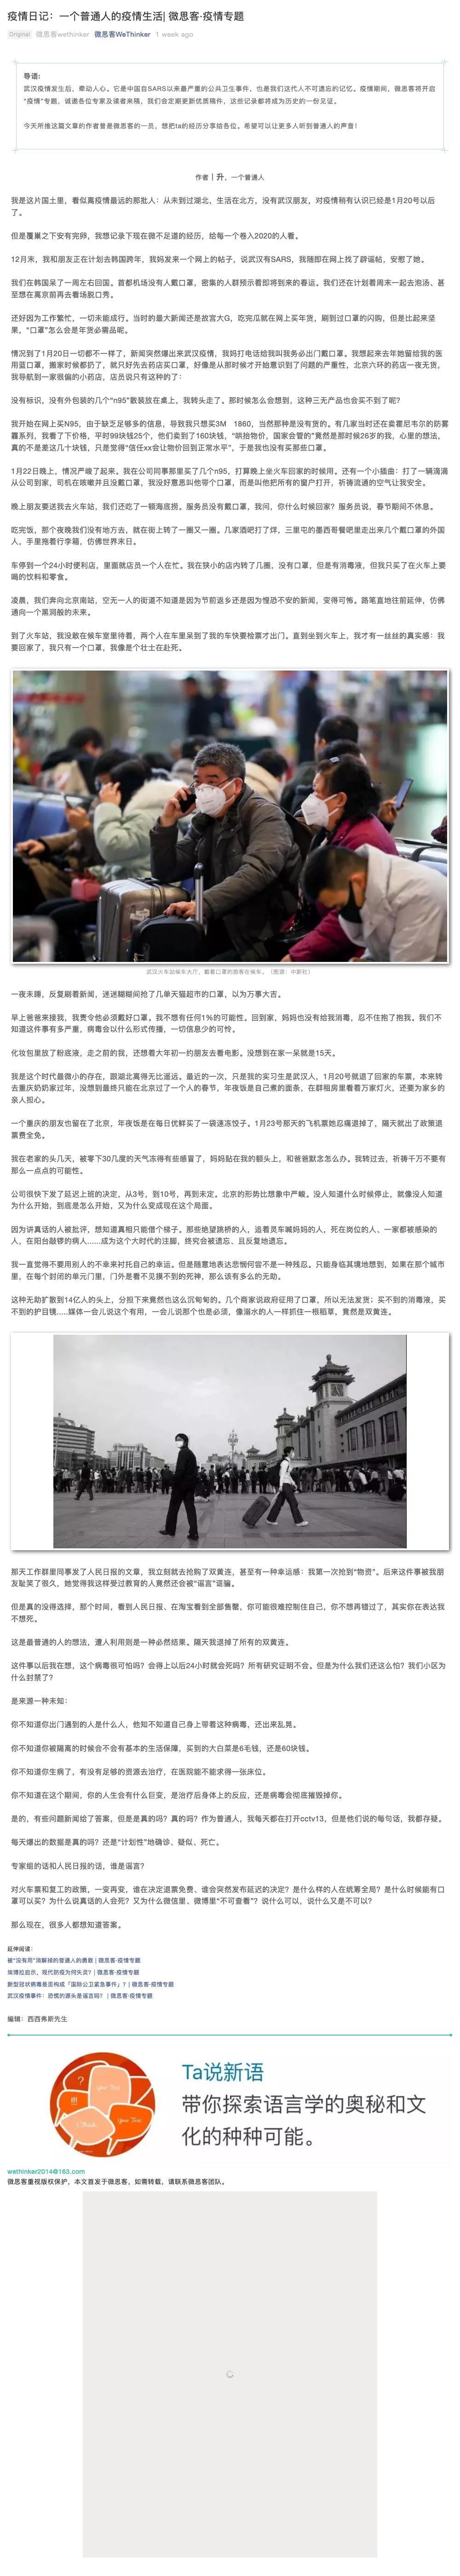 疫情日记：一个普通人的疫情生活| 微思客·疫情专题
Original 微思客wethinker 微思客WeThinker 1 week ago
导语:
武汉疫情发生后，牵动人心。它是中国自SARS以来最严重的公共卫生事件，也是我们这代人不可遗忘的记忆。疫情期间，微思客将开启
“疫情”专题，诚邀各位专家及读者来稿，我们会定期更新优质稿件，这些记录都将成为历史的一份见证。
今天所推这篇文章的作者曾是微思客的一员，想把ta的经历分享给各位。希望可以让更多人听到普通人的声音！
作者丨升，一个普通人
我是这片国土里，看似离疫情最远的那批人：从未到过湖北，生活在北方，没有武汉朋友，对疫情稍有认识已经是1月20号以后
了。
但是覆巢之下安有完卵，我想记录下现在微不足道的经历，给每一个卷入2020的人看。
12月末，我和朋友正在计划去韩国跨年，我妈发来一个网上的帖子，说武汉有SARS，我随即在网上找了辟谣帖，安慰了她。
我们在韩国呆了一周左右回国。首都机场没有人戴口罩，密集的人群预示着即将到来的春运。我们还在计划着周末一起去泡汤、甚
至想在离京前再去看场脱口秀。
还好因为工作繁忙，一切未能成行。当时的最大新闻还是故宫大G，吃完瓜就在网上买年货，刷到过口罩的闪购，但是比起来坚
果，“口罩”怎么会是年货必需品呢。
情况到了1月20日一切都不一样了，新闻突然爆出来武汉疫情，我妈打电话给我叫我务必出门戴口罩。我想起来去年她留给我的医
用蓝口罩，搬家时候都扔了，就只好先去药店买口罩，好像是从那时候才开始意识到了问题的严重性，北京六环的药店一夜无货，
我导航到一家很偏的小药店，店员说只有这种的了：
没有标识，没有外包装的几个“n95”散装放在桌上，我转头走了。那时候怎么会想到，这种三无产品也会买不到了呢？
我开始在网上买N95，由于缺乏足够多的信息，导致我只想买3M 1860，当然那种是没有货的。有几家当时还在卖霍尼韦尔的防雾
霾系列，我看了下价格，平时99块钱25个，他们卖到了160块钱，“哄抬物价，国家会管的”竟然是那时候26岁的我，心里的想法，
真的不是差这几十块钱，只是觉得“信任xx会让物价回到正常水平”，于是我也没有买那些口罩。
1月22日晚上，情况严峻了起来。我在公司同事那里买了几个n95，打算晚上坐火车回家的时候用。还有一个小插曲：打了一辆滴滴
从公司到家，司机在咳嗽并且没戴口罩，我没好意思叫他带个口罩，而是叫他把所有的窗户打开，祈祷流通的空气让我安全。
晚上朋友要送我去火车站，我们还吃了一顿海底捞。服务员没有戴口罩，我问，你什么时候回家？服务员说，春节期间不休息。
吃完饭，那个夜晚我们没有地方去，就在街上转了一圈又一圈。几家酒吧打了烊，三里屯的墨西哥餐吧里走出来几个戴口罩的外国
人，手里拖着行李箱，仿佛世界末日。
车停到一个24小时便利店，里面就店员一个人在忙。我在狭小的店内转了几圈，没有口罩，但是有消毒液，但我只买了在火车上要
喝的饮料和零食。
凌晨，我们奔向北京南站，空无一人的街道不知道是因为节前返乡还是因为惶恐不安的新闻，变得可怖。路笔直地往前延伸，仿佛
通向一个黑洞般的未来。
到了火车站，我没敢在候车室里待着，两个人在车里呆到了我的车快要检票才出门。直到坐到火车上，我才有一丝丝的真实感：我
要回家了，我只有一个口罩，我像是个壮士在赴死。
武汉火车站候车大厅，戴着口罩的旅客在候车。（图源：中新社）
一夜未睡，反复刷着新闻，迷迷糊糊间抢了几单天猫超市的口罩，以为万事大吉。
早上爸爸来接我，我责令他必须戴好口罩。我不想有任何1%的可能性。回到家，妈妈也没有给我消毒，忍不住抱了抱我。我们不
知道这件事有多严重，病毒会以什么形式传播，一切信息少的可怜。
化妆包里放了粉底液，走之前的我，还想着大年初一约朋友去看电影。没想到在家一呆就是15天。
我是这个时代最微小的存在，跟湖北离得无比遥远。最近的一次，只是我的实习生是武汉人，1月20号就退了回家的车票，本来转
去重庆奶奶家过年，没想到最终只能在北京过了一个人的春节，年夜饭是自己煮的面条，在群租房里看着万家灯火，还要为家乡的
亲人担心。
一个重庆的朋友也留在了北京，年夜饭是在每日优鲜买了一袋速冻饺子。1月23号那天的飞机票她忍痛退掉了，隔天就出了政策退
票费全免。
我在老家的头几天，被零下30几度的天气冻得有些感冒了，妈妈贴在我的额头上，和爸爸默念怎么办。我转过去，祈祷千万不要有
那么一点点的可能性。
公司很快下发了延迟上班的决定，从3号，到10号，再到未定。北京的形势比想象中严峻。没人知道什么时候停止，就像没人知道
为什么开始，到底是怎么开始，又为什么变成现在这个局面。
因为讲真话的人被批评，想知道真相只能借个梯子。那些绝望跳桥的人，追着灵车喊妈妈的人，死在岗位的人、一家都被感染的
人，在阳台敲锣的病人......成为这个大时代的注脚，终究会被遗忘、且反复地遗忘。
我一直觉得不要用别人的不幸来衬托自己的幸运。但是随意地表达悲悯何尝不是一种残忍。只能身临其境地想到，如果在那个城市
里，在每个封闭的单元门里，门外是看不见摸不到的死神，那么该有多么的无助。
这种无助扩散到14亿人的头上，分担下来竟然也这么沉甸甸的。几个商家说政府征用了口罩，所以无法发货；买不到的消毒液，买
不到的护目镜.....媒体一会儿说这个有用，一会儿说那个也是必须，像溺水的人一样抓住一根稻草，竟然是双黄连。
那天工作群里同事发了人民日报的文章，我立刻就去抢购了双黄连，甚至有一种幸运感：我第一次抢到“物资”。后来这件事被我朋
友耻笑了很久，她觉得我这样受过教育的人竟然还会被“谣言”诓骗。
但是真的没得选择，那个时间，看到人民日报、在淘宝看到全部售罄，你可能很难控制住自己，你不想再错过了，其实你在表达我
不想死。
这是最普通的人的想法，遭人利用则是一种必然结果。隔天我退掉了所有的双黄连。
这件事以后我在想，这个病毒很可怕吗？会得上以后24小时就会死吗？所有研究证明不会。但是为什么我们还这么怕？我们小区为
什么封禁了？
是来源一种未知：
你不知道你出门遇到的人是什么人，他知不知道自己身上带着这种病毒，还出来乱晃。
你不知道你被隔离的时候会不会有基本的生活保障，买到的大白菜是6毛钱，还是60块钱。
你不知道你生病了，有没有足够的资源去治疗，在医院能不能求得一张床位。
你不知道在这个期间，你的人生会有什么巨变，是治疗后身体上的反应，还是病毒会彻底摧毁掉你。
是的，有些问题新闻给了答案，但是是真的吗？真的吗？作为普通人，我每天都在打开cctv13，但是他们说的每句话，我都存疑。
每天爆出的数据是真的吗？还是“计划性”地确诊、疑似、死亡。
专家组的话和人民日报的话，谁是谣言？
对火车票和复工的政策，一变再变，谁在决定退票免费、谁会突然发布延迟的决定？是什么样的人在统筹全局？是什么时候能有口
罩可以买？为什么说真话的人会死？又为什么微信里、微博里“不可查看”？说什么可以，说什么又是不可以？
那么现在，很多人都想知道答案。
延伸阅读：
被“没有用”消解掉的普通人的勇敢 | 微思客·疫情专题
埃博拉启示，现代防疫为何失灵？| 微思客·疫情专题
新型冠状病毒是否构成「国际公卫紧急事件」？| 微思客·疫情专题
武汉疫情事件：恐慌的源头是谣言吗？ | 微思客·疫情专题
编辑：西西弗斯先生
Ta说新语
带你探索语言学的奥秘和文
化的种种可能。
wethinker2014@163.com
微思客重视版权保护，本文首发于微思客，如需转载，请联系微思客团队。